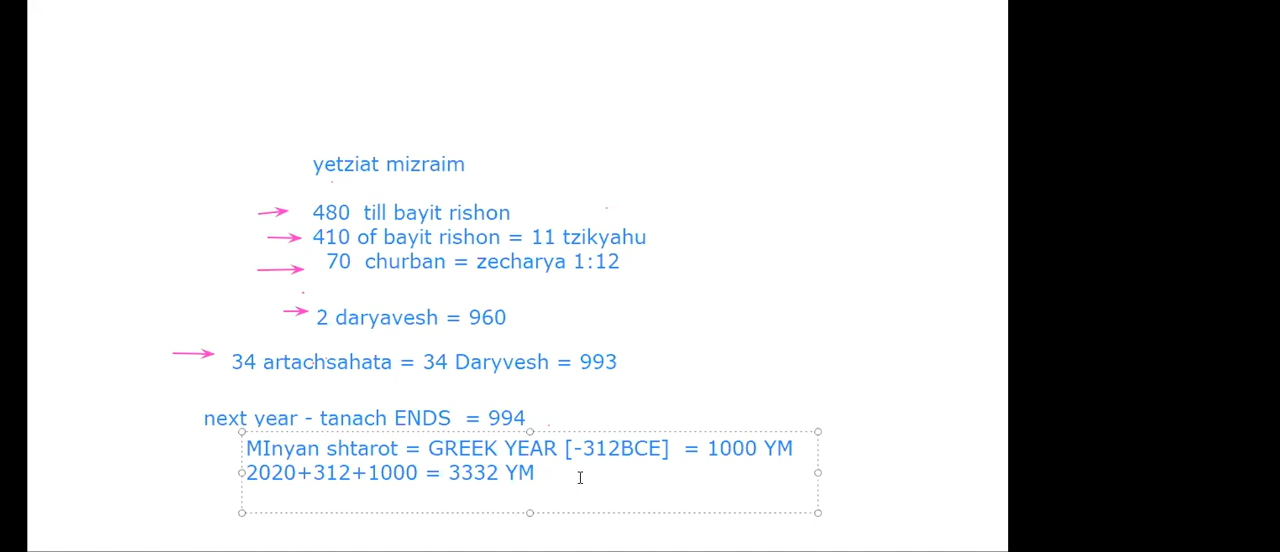 yetziat mizraim
480 till bayit rishon
410 of bayit rishon = 11 tzikyahu
70 churban = zecharya 1:12
2 daryavesh = 960
34 artachsahata = 34 Daryvesh = 993
next year - tanach ENDS = 994
MInyan shtarot = GREEK YEAR [-312BCE] = 1000 YM
2020+312+1000 = 3332 YM